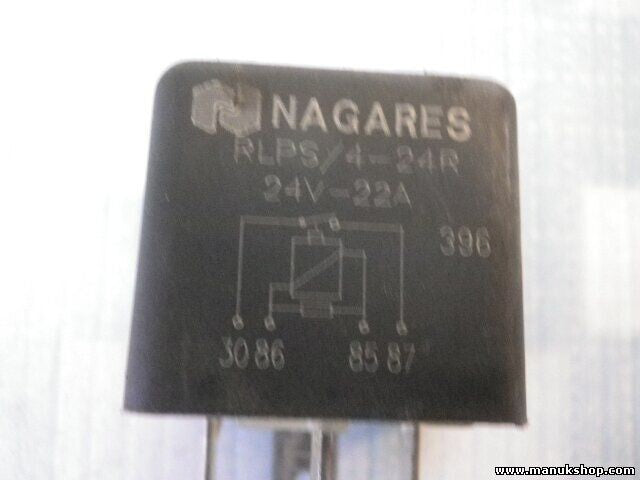 NAGARES
RLPS/4-24R
24V-22A
396
30 86 85 87
www.manukshop.com